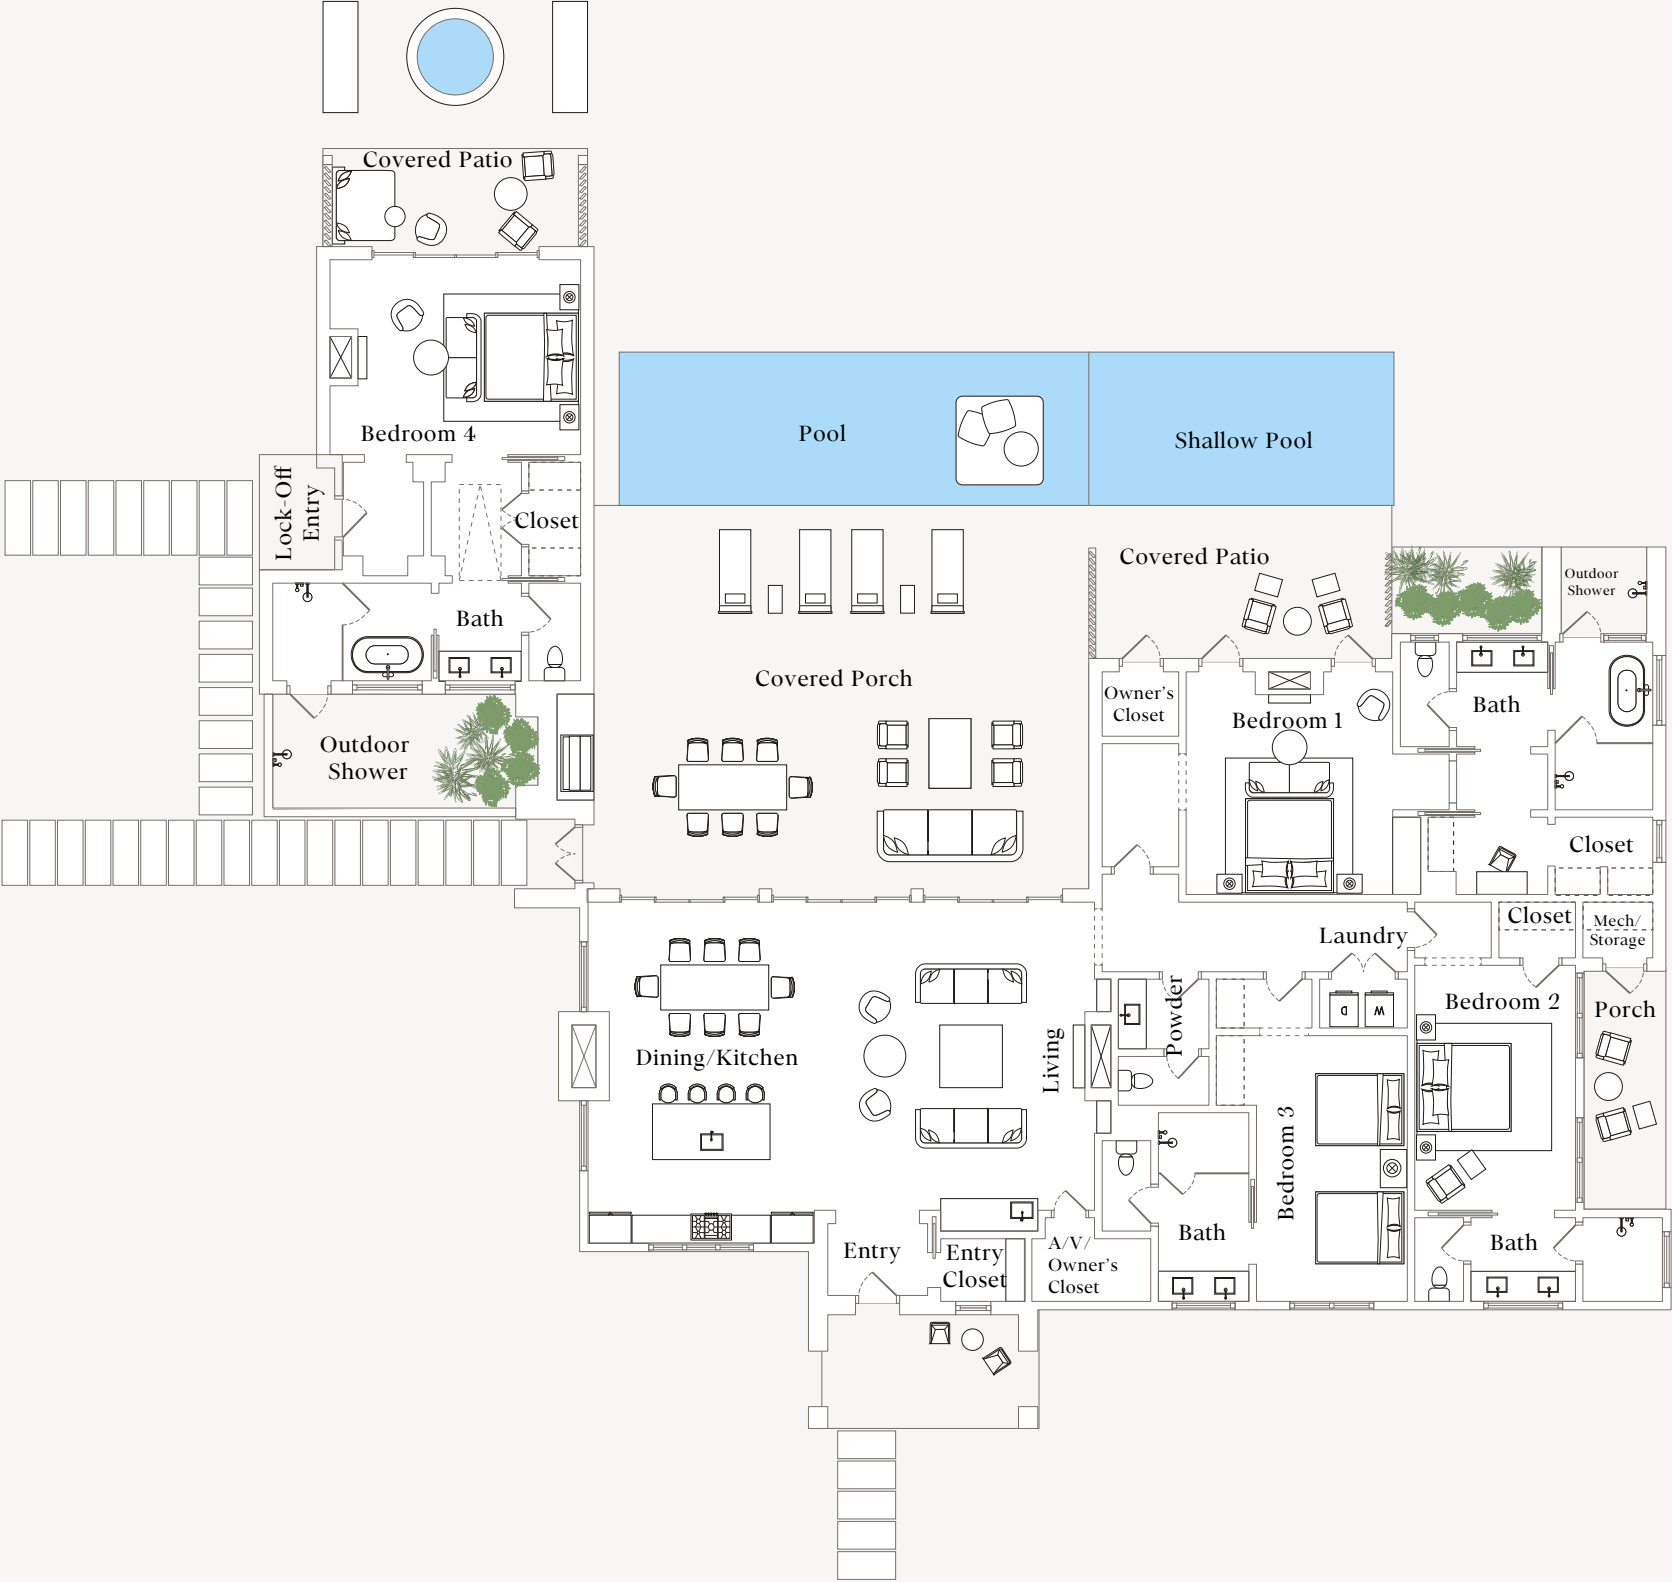 Covered Patio
Bedroom 4
Lock-Off
Entry
Closet
Bath
Outdoor
Shower
Pool
Shallow Pool
Covered Patio
Outdoor
Shower
Covered Porch
Owner's
Closet
Bedroom 1
Bath
Closet
Closet
Mech/
Storage
Laundry
Powder
D
W
Bedroom 2
Porch
Dining/Kitchen
Living
Bedroom 3
Bath
Bath
Entry
Entry
Closet
A/V/
Owner's
Closet